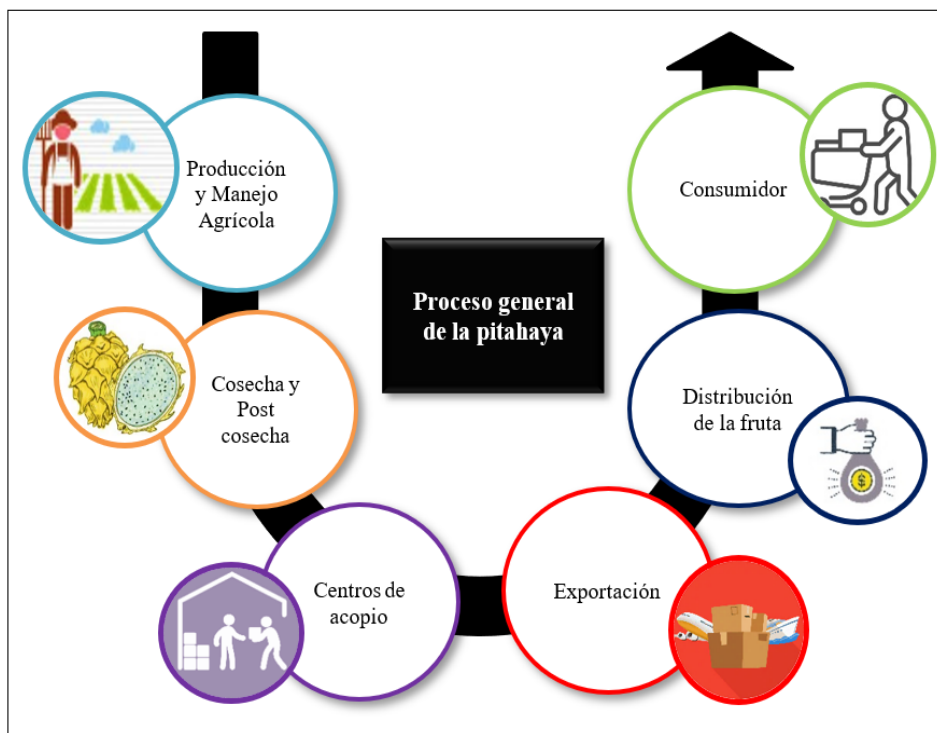 Producción
y Manejo
Agrícola
Cosecha y
Post
cosecha
Centros de
acopio
Exportación
Distribución
de la fruta
$
Consumidor
Proceso general
de la pitahaya